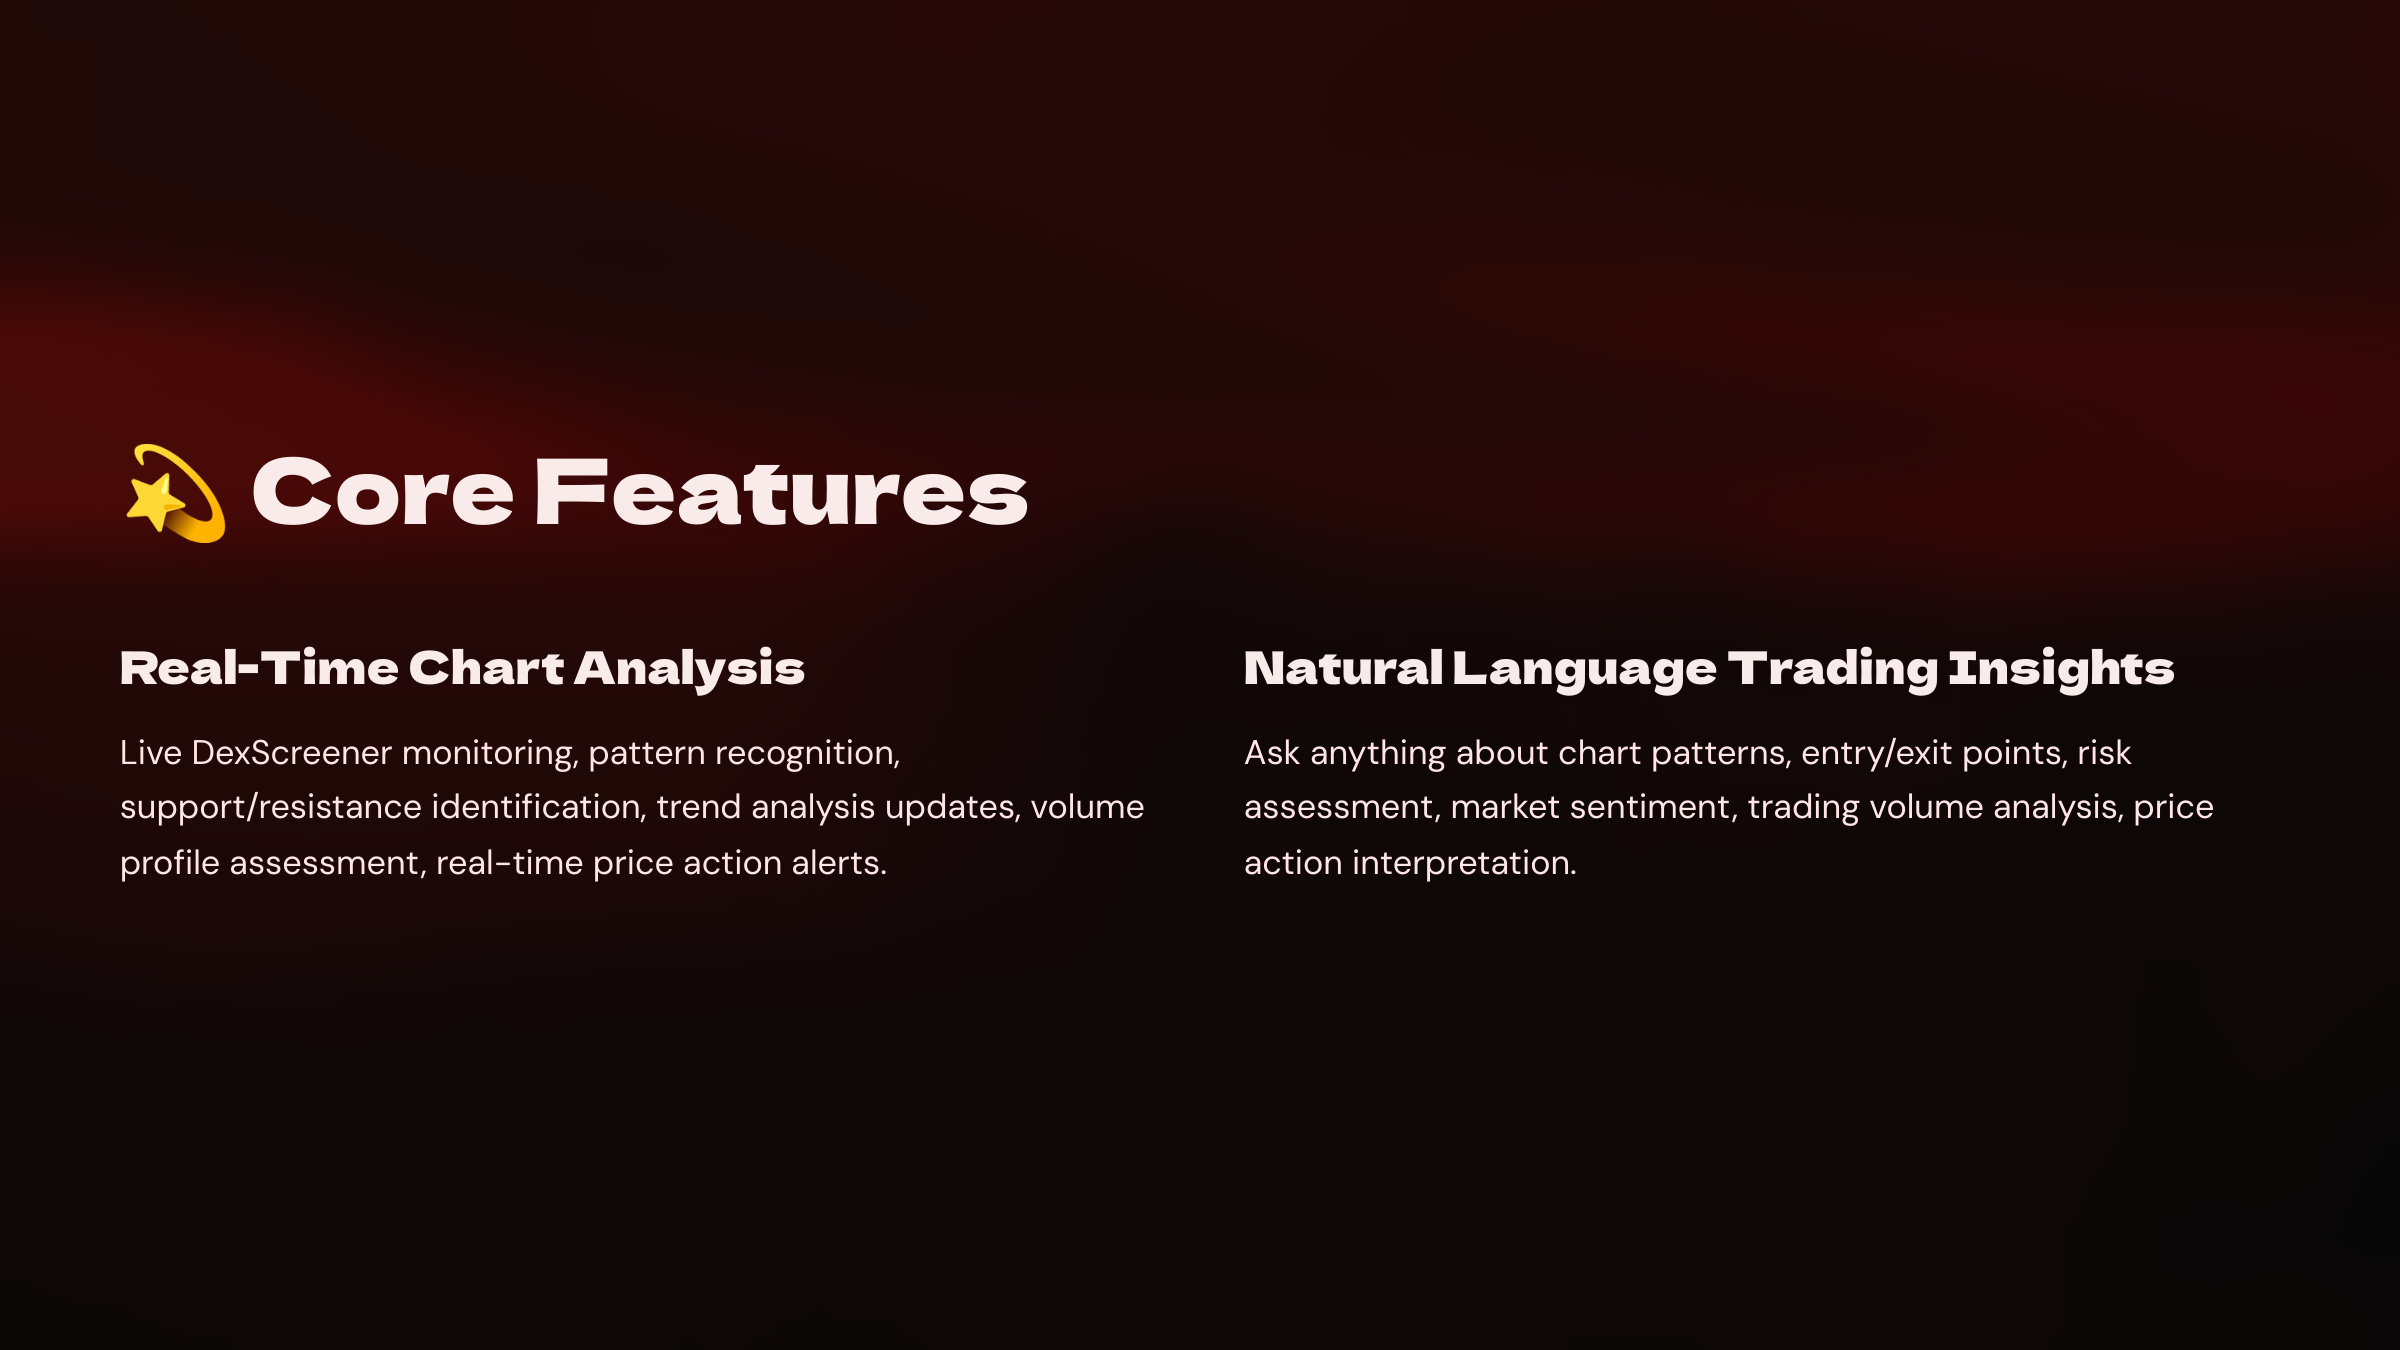 💫 Core Features
Real-Time Chart Analysis
Live DexScreener monitoring, pattern recognition,
support/resistance identification, trend analysis updates, volume
profile assessment, real-time price action alerts.
Natural Language Trading Insights
Ask anything about chart patterns, entry/exit points, risk
assessment, market sentiment, trading volume analysis, price
action interpretation.